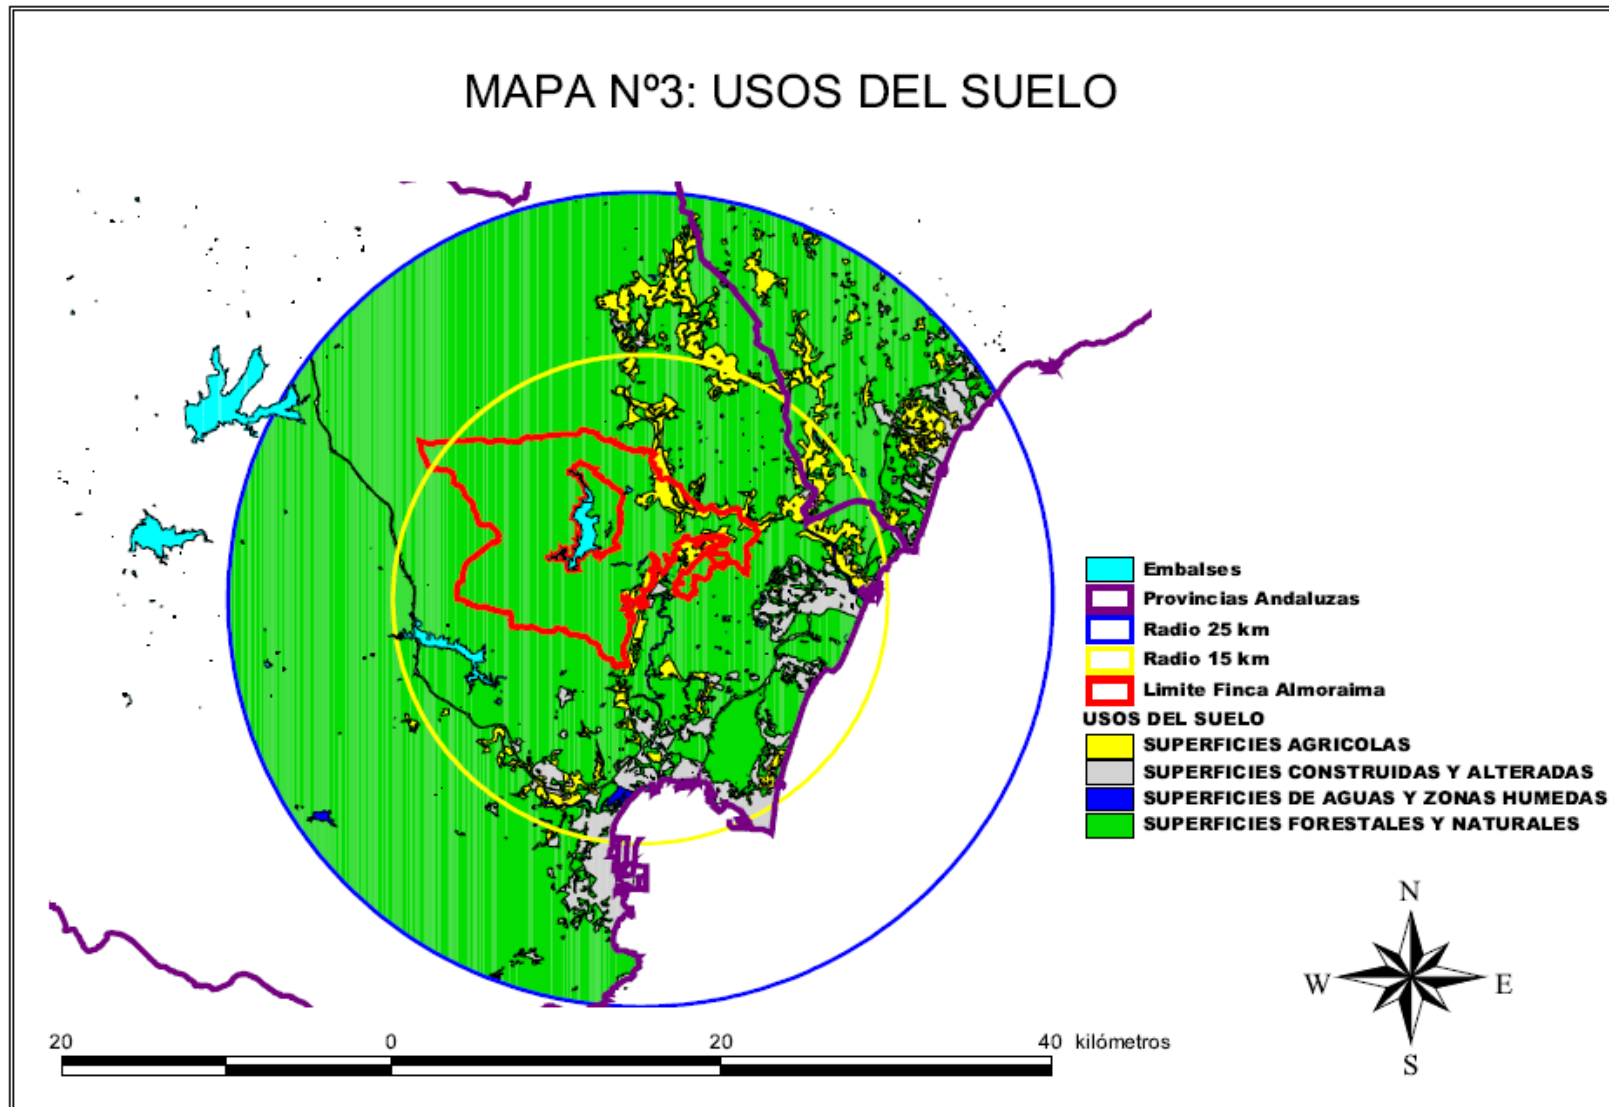 MAPA Nº3: USOS DEL SUELO
Embalses
Provincias Andaluzas
Radio 25 km
Radio 15 km
Limite Finca Almoraima
USOS DEL SUELO
SUPERFICIES AGRICOLAS
SUPERFICIES CONSTRUIDAS Y ALTERADAS
SUPERFICIES DE AGUAS Y ZONAS HUMEDAS
SUPERFICIES FORESTALES Y NATURALES
N
W E
S
20 0 20 40 kilómetros